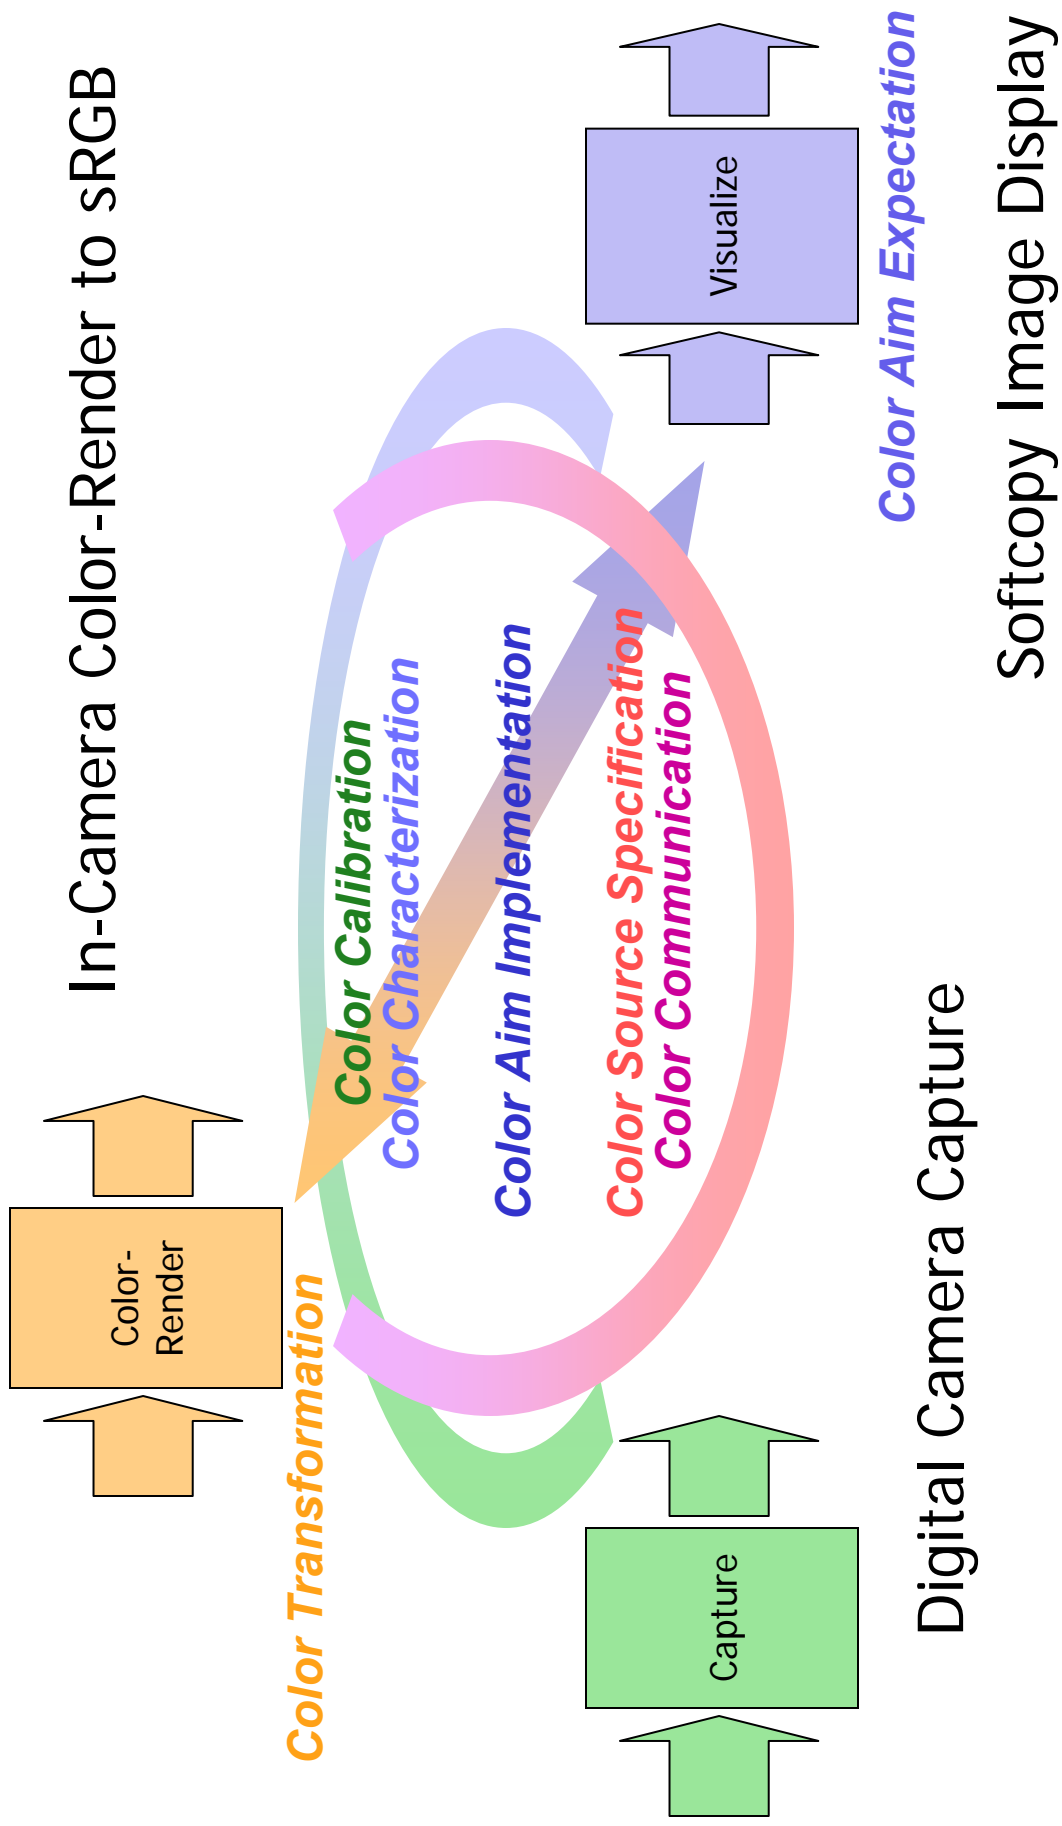 In-Camera Color-Render to sRGB
Color-
Render
Color Transformation
Color Calibration
Color Characterization
Color Aim Implementation
Color Source Specification
Color Communication
Capture
Visualize
Color Aim Expectation
Digital Camera Capture
Softcopy Image Display